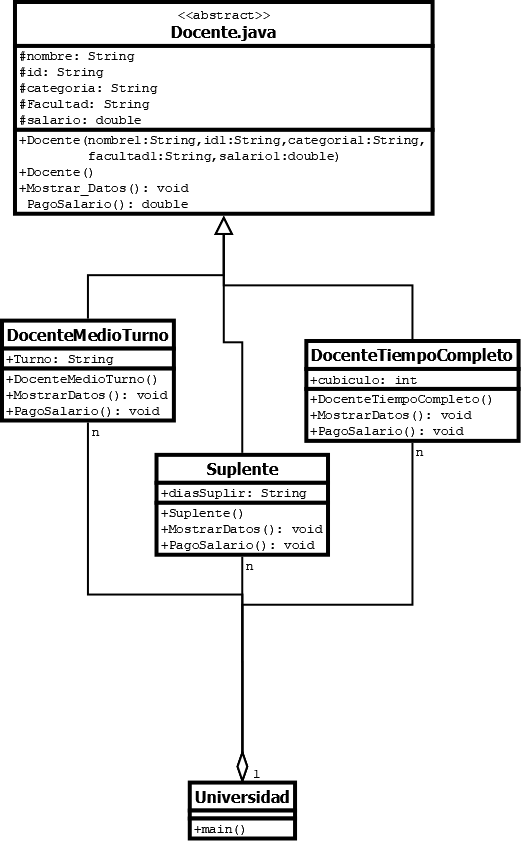 <<abstract>>
Docente.java
#nombre: String
#id: String
#categoria: String
#Facultad: String
#salario: double
+Docente(nombre1:String,id1:String,categoria1:String,
facultad1:String,salario1:double)
+Docente()
+Mostrar_Datos(): void
PagoSalario(): double
DocenteMedioTurno
+Turno: String
+DocenteMedioTurno()
+MostrarDatos(): void
+PagoSalario(): void
n
DocenteTiempoCompleto
+cubiculo: int
+DocenteTiempoCompleto()
+MostrarDatos(): void
+PagoSalario(): void
n
Suplente
+diasSuplir: String
+Suplente()
+MostrarDatos(): void
+PagoSalario(): void
n
1
Universidad
+main()